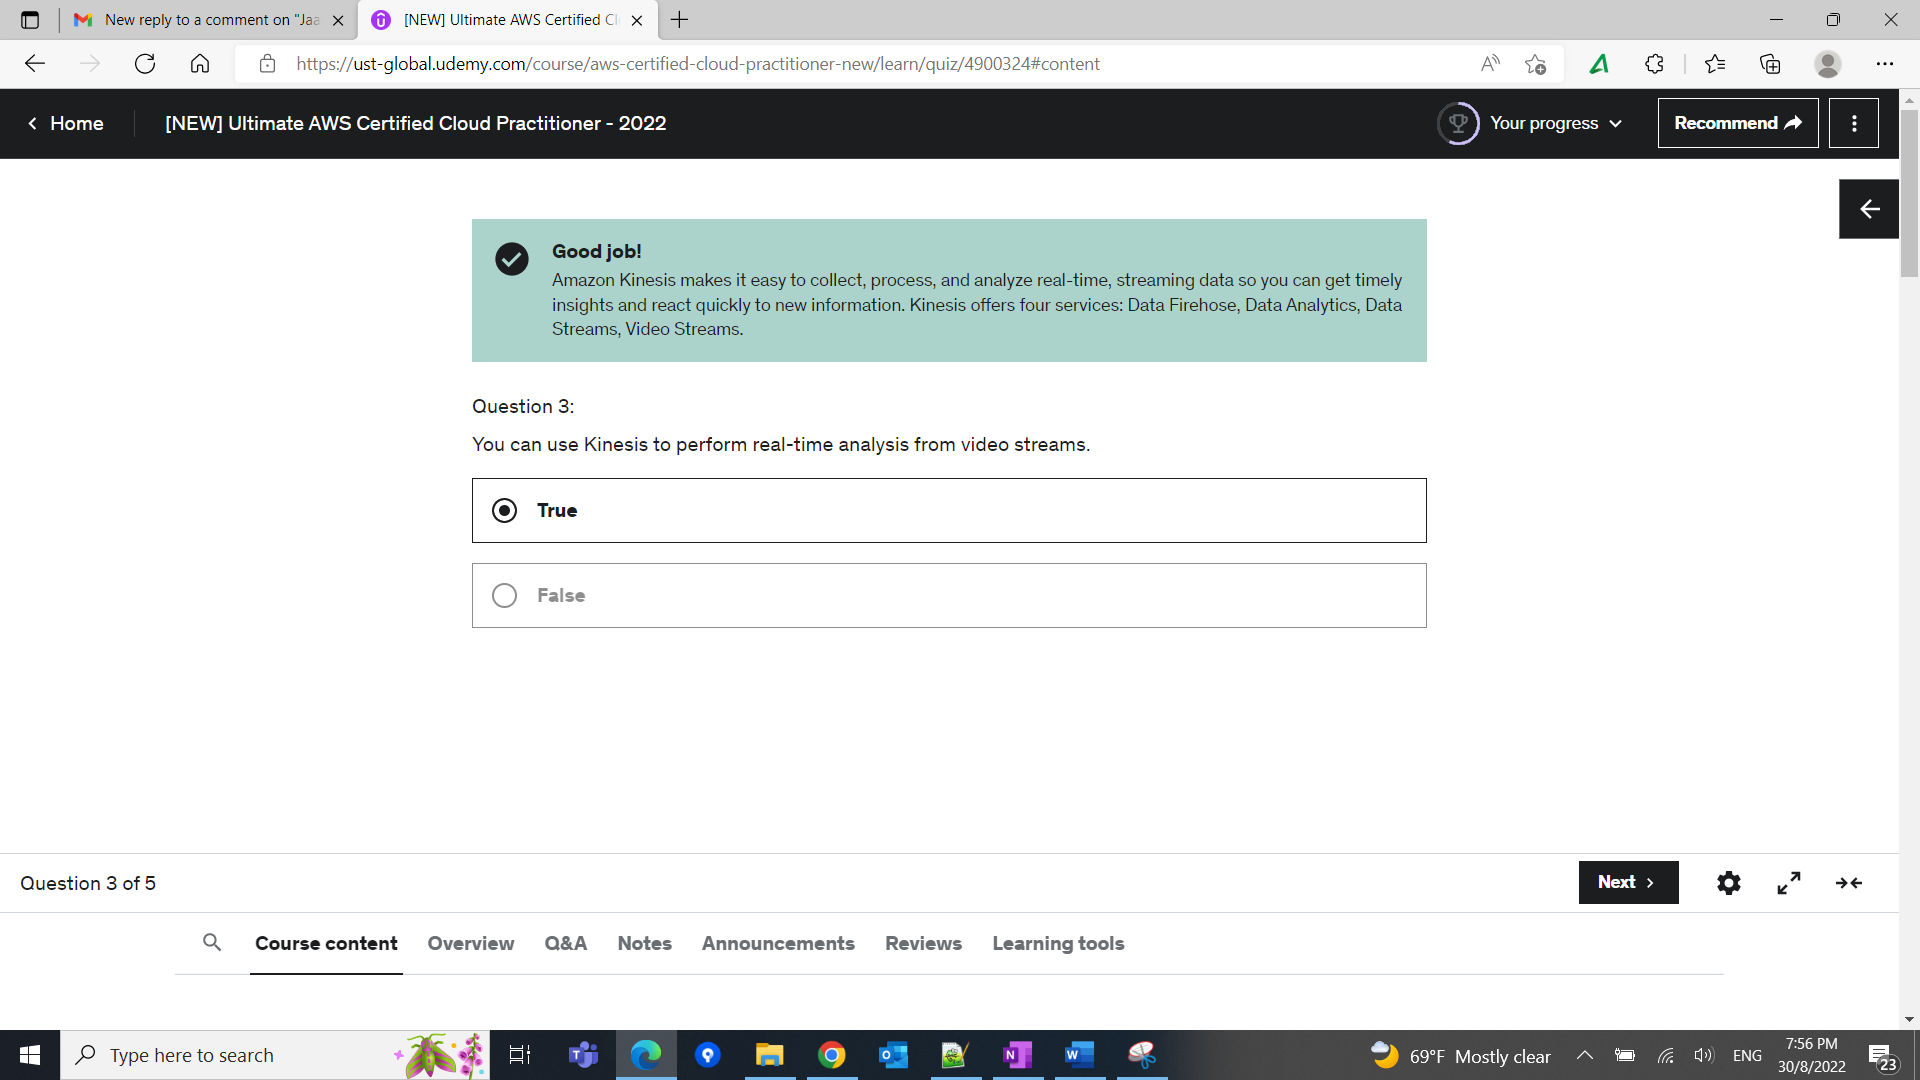 New reply to a comment on "Jaa
[NEW] Ultimate AWS Certified Cl
https://ust-global.udemy.com/course/aws-certified-cloud-practitioner-new/learn/quiz/4900324#content
Home
[NEW] Ultimate AWS Certified Cloud Practitioner - 2022
Your progress
Recommend
Good job!
Amazon Kinesis makes it easy to collect, process, and analyze real-time, streaming data so you can get timely
insights and react quickly to new information. Kinesis offers four services: Data Firehose, Data Analytics, Data
Streams, Video Streams.
Question 3:
You can use Kinesis to perform real-time analysis from video streams.
True
False
Question 3 of 5
Next
Course content Overview Q&A Notes Announcements Reviews Learning tools
Type here to search
69°F Mostly clear
ENG
7:56 PM
30/8/2022
23